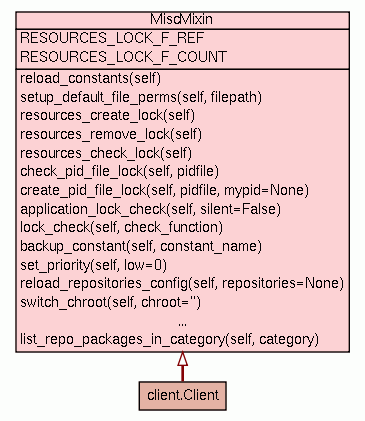 MiscMixin
RESOURCES_LOCK_F_REF
RESOURCES_LOCK_F_COUNT
reload_constants(self)
setup_default_file_perms(self, filepath)
resources_create_lock(self)
resources_remove_lock(self)
resources_check_lock(self)
check_pid_file_lock(self, pidfile)
create_pid_file_lock(self, pidfile, mypid=None)
application_lock_check(self, silent=False)
lock_check(self, check_function)
backup_constant(self, constant_name)
set_priority(self, low=0)
reload_repositories_config(self, repositories=None)
switch_chroot(self, chroot='')
...
list_repo_packages_in_category(self, category)
client.Client